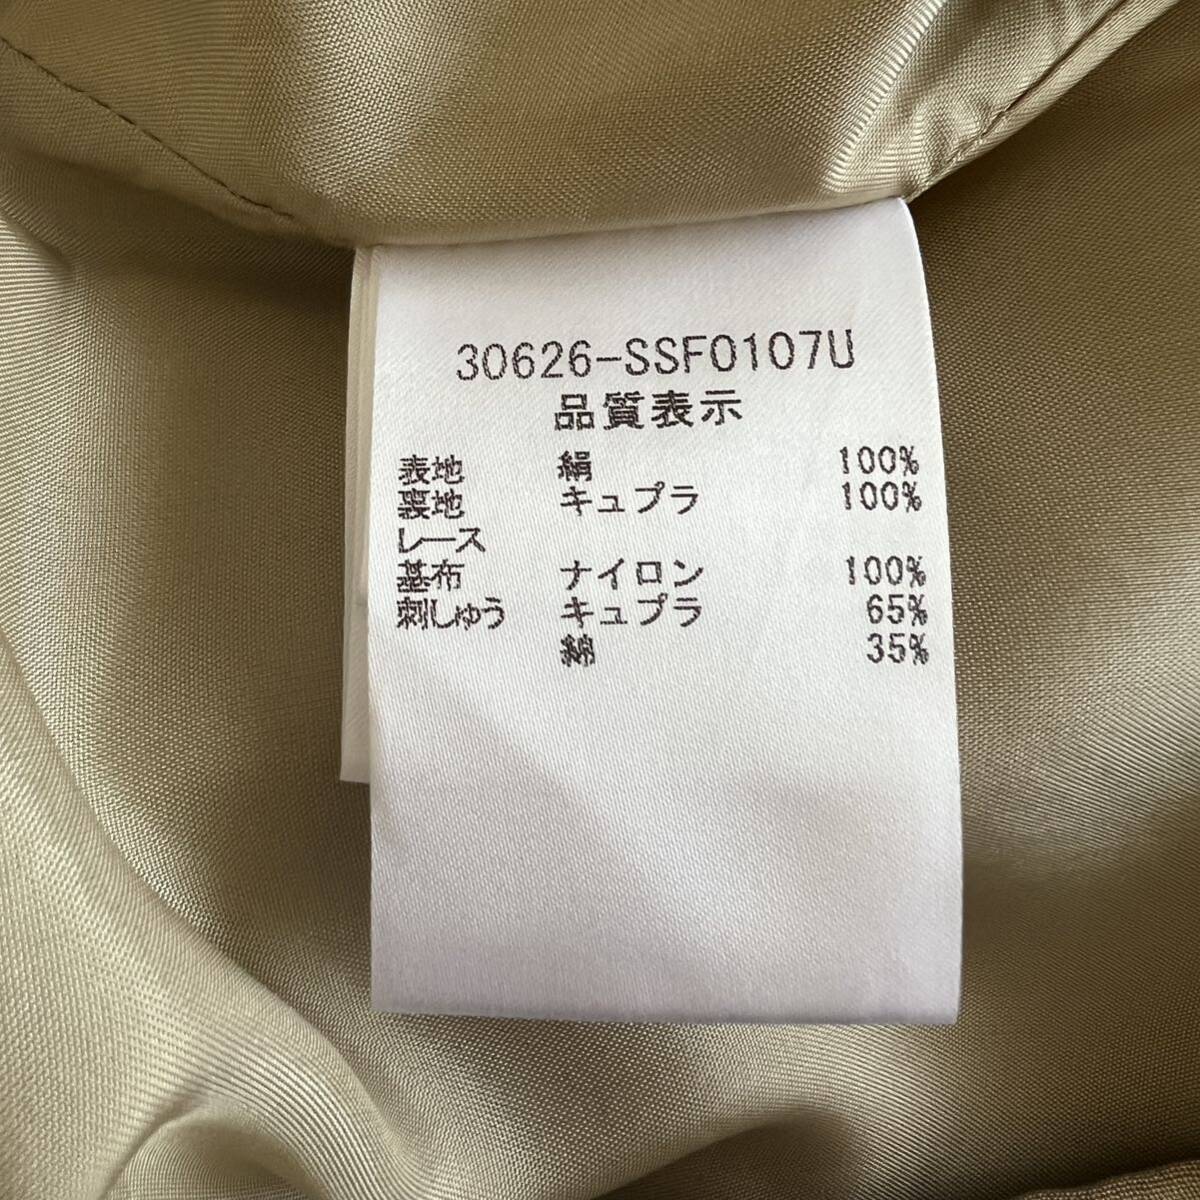 30626-SSF0107U
品質表示
表地 絹 100%
裏地 キュプラ 100%
レース
基布 ナイロン 100%
刺しゅう キュプラ 65%
綿 35%